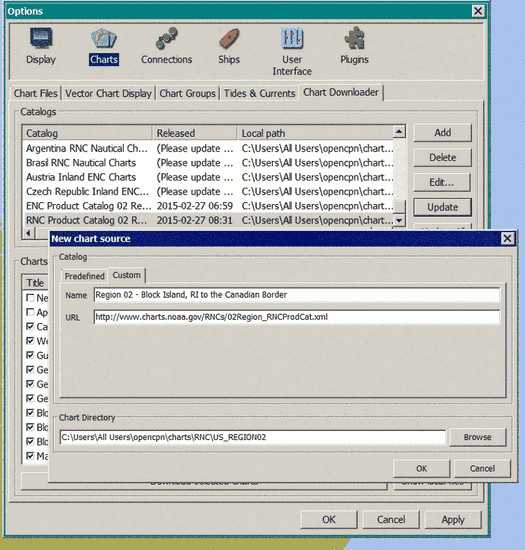 Options
Display Charts Connections Ships User Interface Plugins
Chart Files Vector Chart Display Chart Groups Tides & Currents Chart Downloader
Catalogs
Catalog Released Local path
Argentina RNC Nautical Ch... (Please update ... C:\Users\All Users\opencpn\chart...
Brasil RNC Nautical Charts (Please update ... C:\Users\All Users\opencpn\chart...
Austria Inland ENC Charts (Please update ... C:\Users\All Users\opencpn\chart...
Czech Republic Inland ENC... (Please update ... C:\Users\All Users\opencpn\chart...
ENC Product Catalog 02 Re... 2015-02-27 06:59 C:\Users\All Users\opencpn\chart...
RNC Product Catalog 02 R... 2015-02-27 08:31 C:\Users\All Users\opencpn\chart...
Add
Delete
Edit...
Update
New chart source
Catalog
Predefined Custom
Name Region 02 - Block Island, RI to the Canadian Border
URL http://www.charts.noaa.gov/RNCs/02Region_RNCProdCat.xml
Chart Directory
C:\Users\All Users\opencpn\charts\RNC\US_REGION02 Browse
OK Cancel
Charts
Title
Ne
Ap
Ca
We
Gu
Ge
Ge
Ge
Blo
Blo
Blo
Ma
OK Cancel Apply